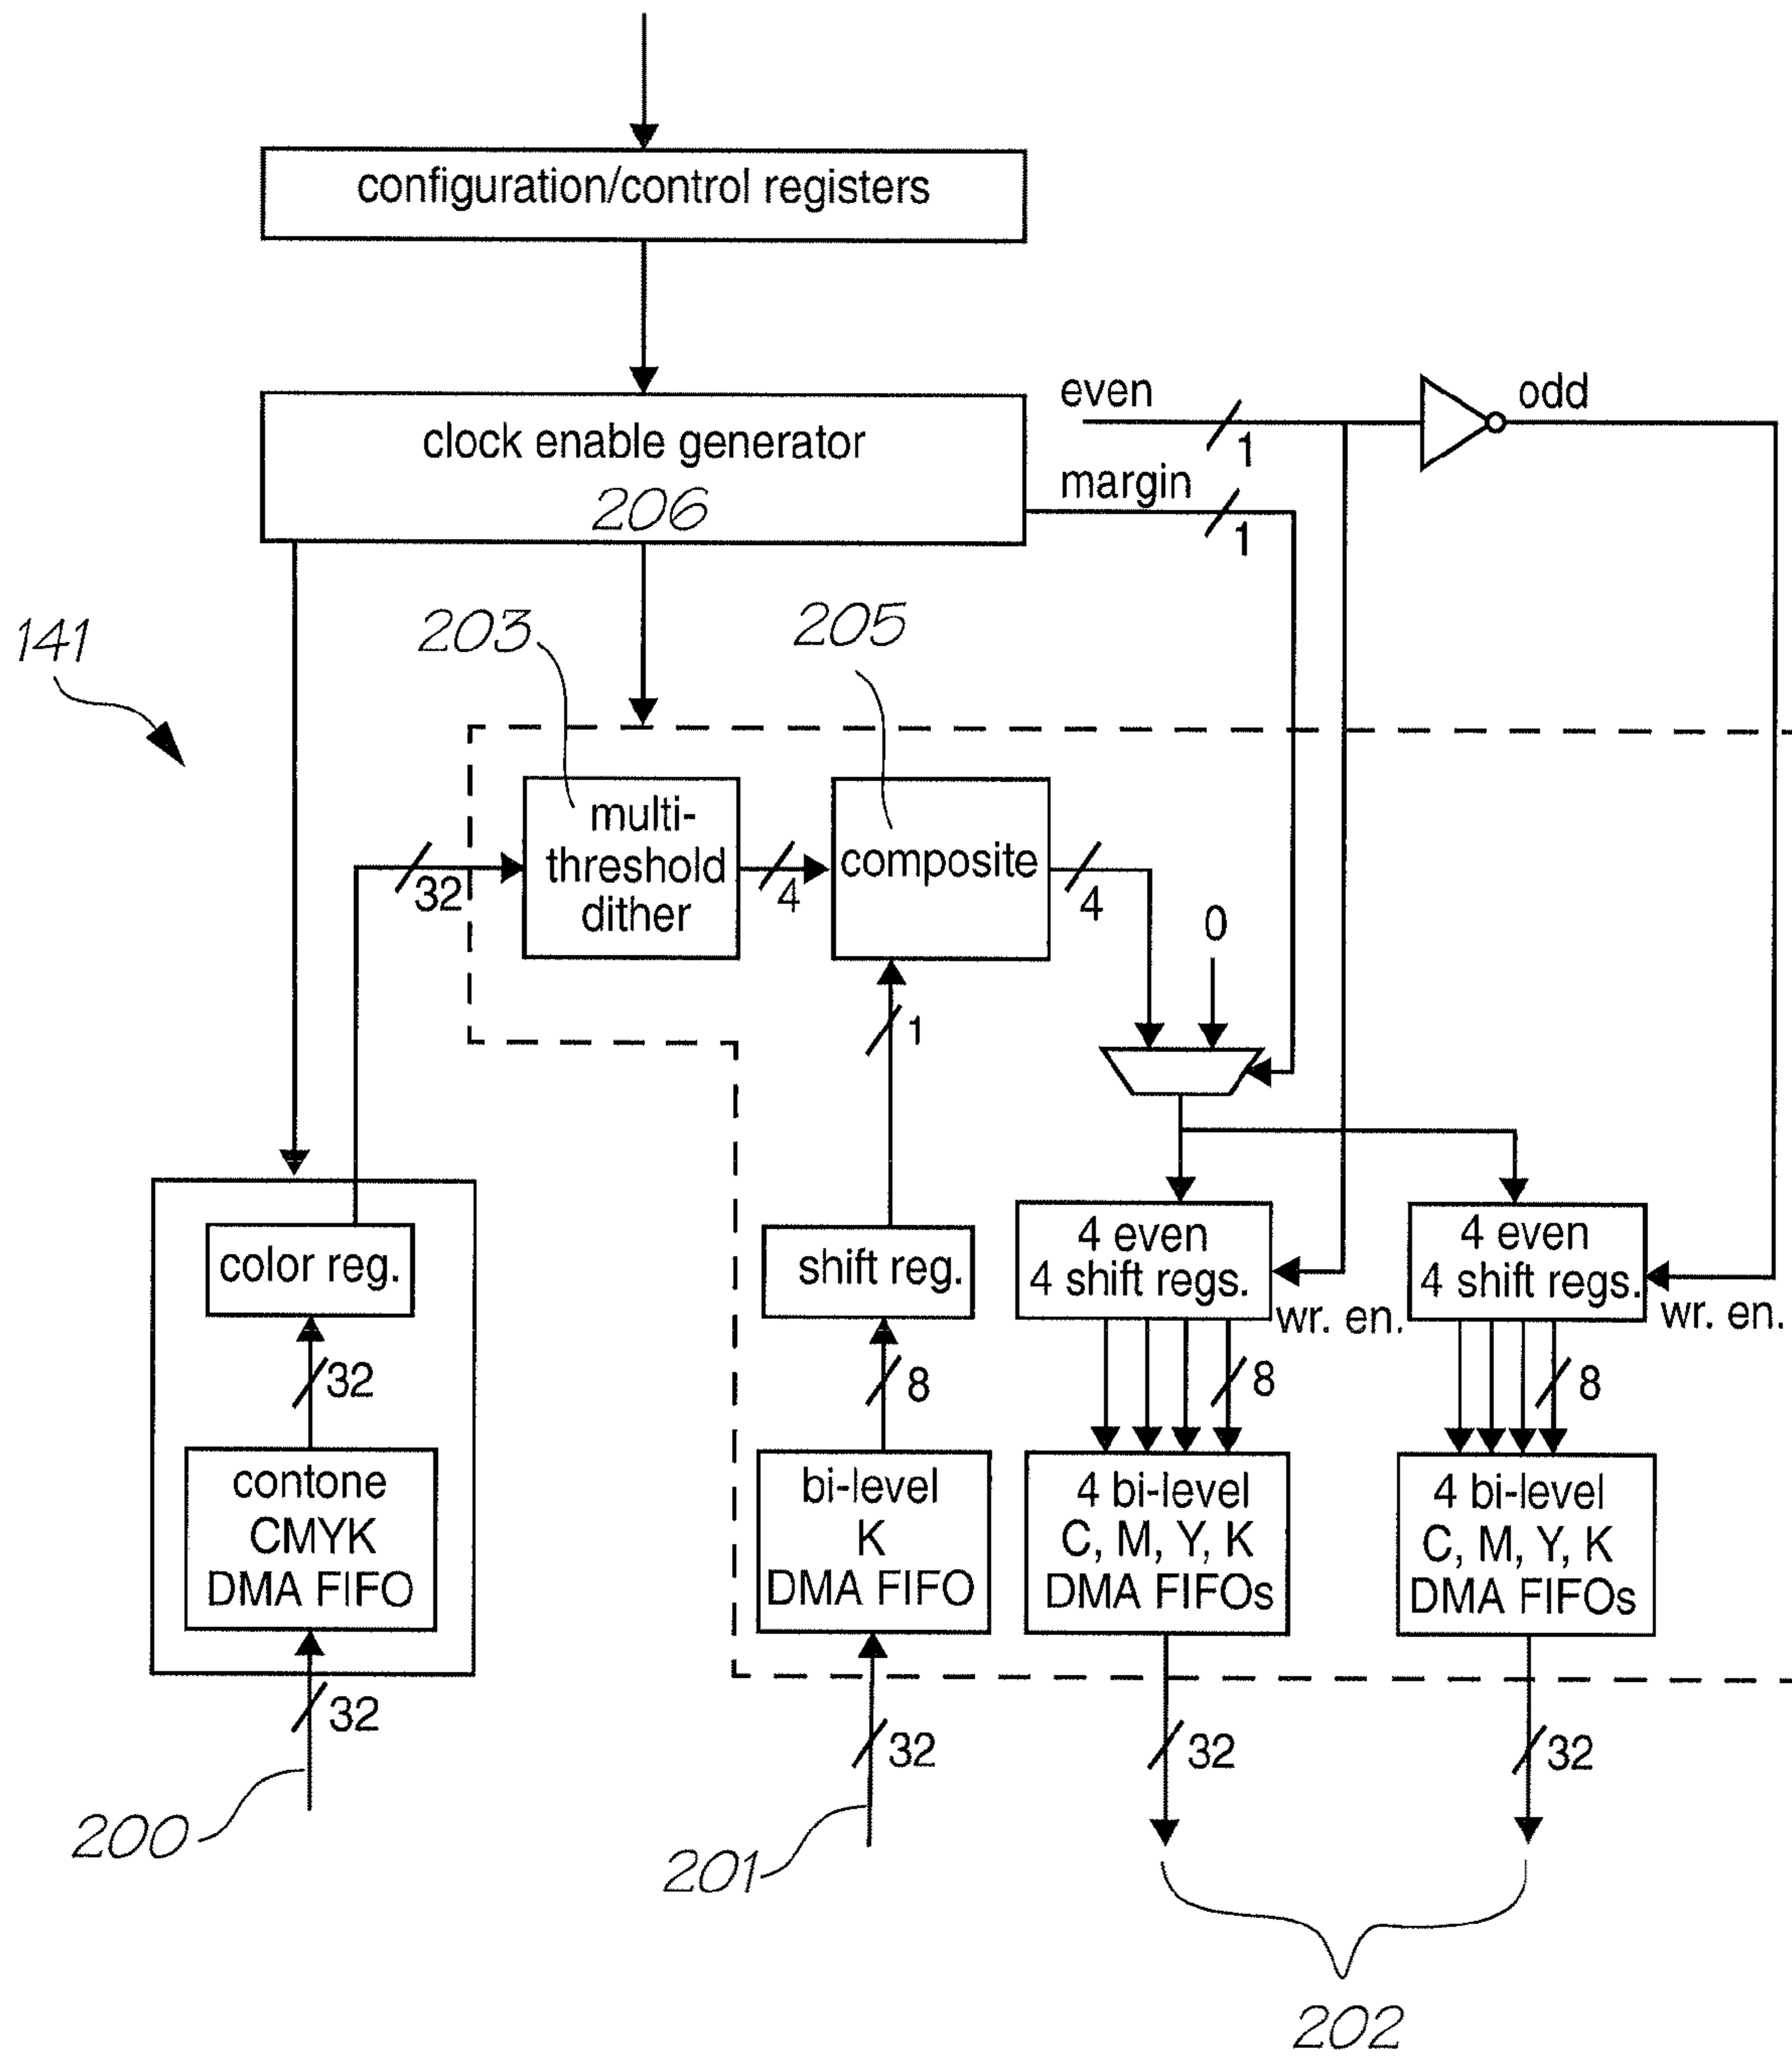 configuration/control registers
clock enable generator
206
even
1
odd
margin
1
141
203
205
multi-
threshold
dither
32
4
composite
4
0
1
color reg.
32
contone
CMYK
DMA FIFO
32
200
shift reg.
8
bi-level
K
DMA FIFO
32
201
4 even
4 shift regs.
wr. en.
8
4 bi-level
C, M, Y, K
DMA FIFOs
32
4 even
4 shift regs.
wr. en.
8
4 bi-level
C, M, Y, K
DMA FIFOs
32
202